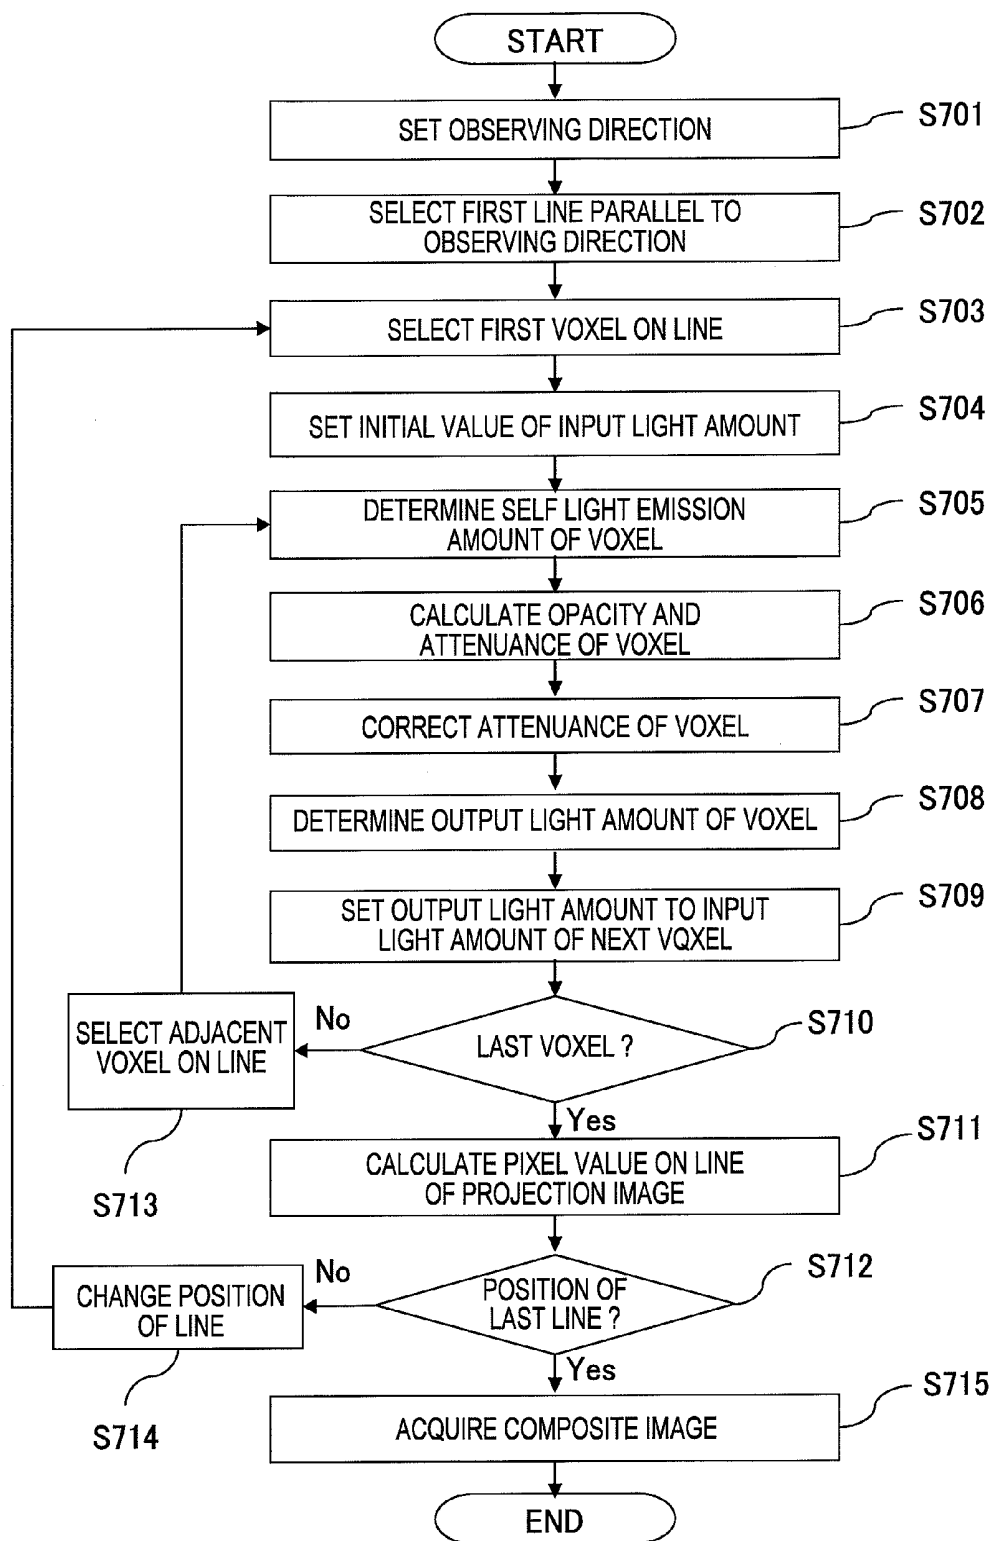 START
SET OBSERVING DIRECTION
S701
SELECT FIRST LINE PARALLEL TO
OBSERVING DIRECTION
S702
SELECT FIRST VOXEL ON LINE
S703
SET INITIAL VALUE OF INPUT LIGHT AMOUNT
S704
DETERMINE SELF LIGHT EMISSION
AMOUNT OF VOXEL
S705
CALCULATE OPACITY AND
ATTENUANCE OF VOXEL
S706
CORRECT ATTENUANCE OF VOXEL
S707
DETERMINE OUTPUT LIGHT AMOUNT OF VOXEL
S708
SET OUTPUT LIGHT AMOUNT TO INPUT
LIGHT AMOUNT OF NEXT VQXEL
S709
LAST VOXEL ?
S710
No
SELECT ADJACENT
VOXEL ON LINE
S713
Yes
CALCULATE PIXEL VALUE ON LINE
OF PROJECTION IMAGE
S711
POSITION OF
LAST LINE ?
S712
No
CHANGE POSITION
OF LINE
S714
Yes
ACQUIRE COMPOSITE IMAGE
S715
END